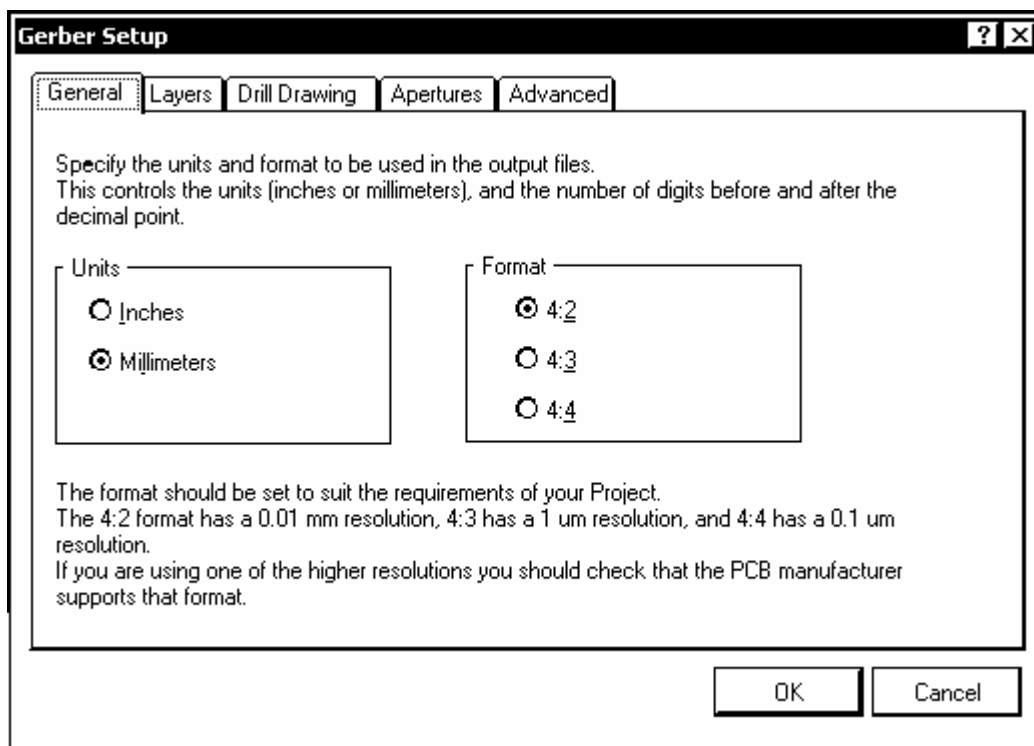 Gerber Setup
General Layers Drill Drawing Apertures Advanced
Specify the units and format to be used in the output files.
This controls the units (inches or millimeters), and the number of digits before and after the
decimal point.
Units
Inches
Millimeters
Format
4:2
4:3
4:4
The format should be set to suit the requirements of your Project.
The 4:2 format has a 0.01 mm resolution, 4:3 has a 1 um resolution, and 4:4 has a 0.1 um
resolution.
If you are using one of the higher resolutions you should check that the PCB manufacturer
supports that format.
OK Cancel